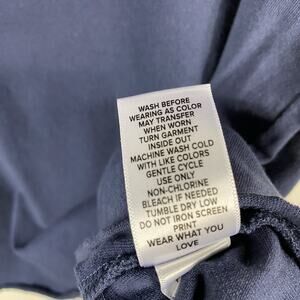 WASH BEFORE
WEARING AS COLOR
MAY TRANSFER
WHEN WORN
TURN GARMENT
INSIDE OUT
MACHINE WASH COLD
WITH LIKE COLORS
GENTLE CYCLE
USE ONLY
NON-CHLORINE
BLEACH IF NEEDED
TUMBLE DRY LOW
DO NOT IRON SCREEN
PRINT
WEAR WHAT YOU
LOVE